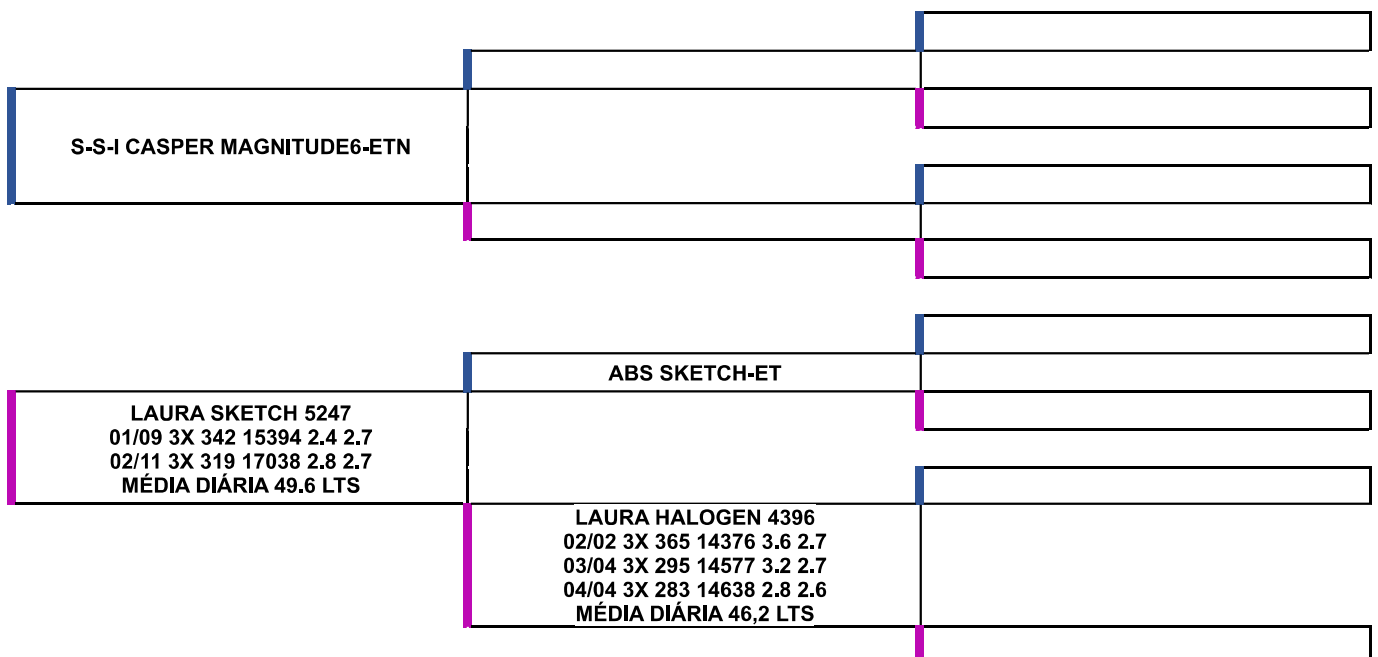 S-S-I CASPER MAGNITUDE6-ETN
ABS SKETCH-ET
LAURA SKETCH 5247
01/09 3X 342 15394 2.4 2.7
02/11 3X 319 17038 2.8 2.7
MÉDIA DIÁRIA 49.6 LTS
LAURA HALOGEN 4396
02/02 3X 365 14376 3.6 2.7
03/04 3X 295 14577 3.2 2.7
04/04 3X 283 14638 2.8 2.6
MÉDIA DIÁRIA 46,2 LTS